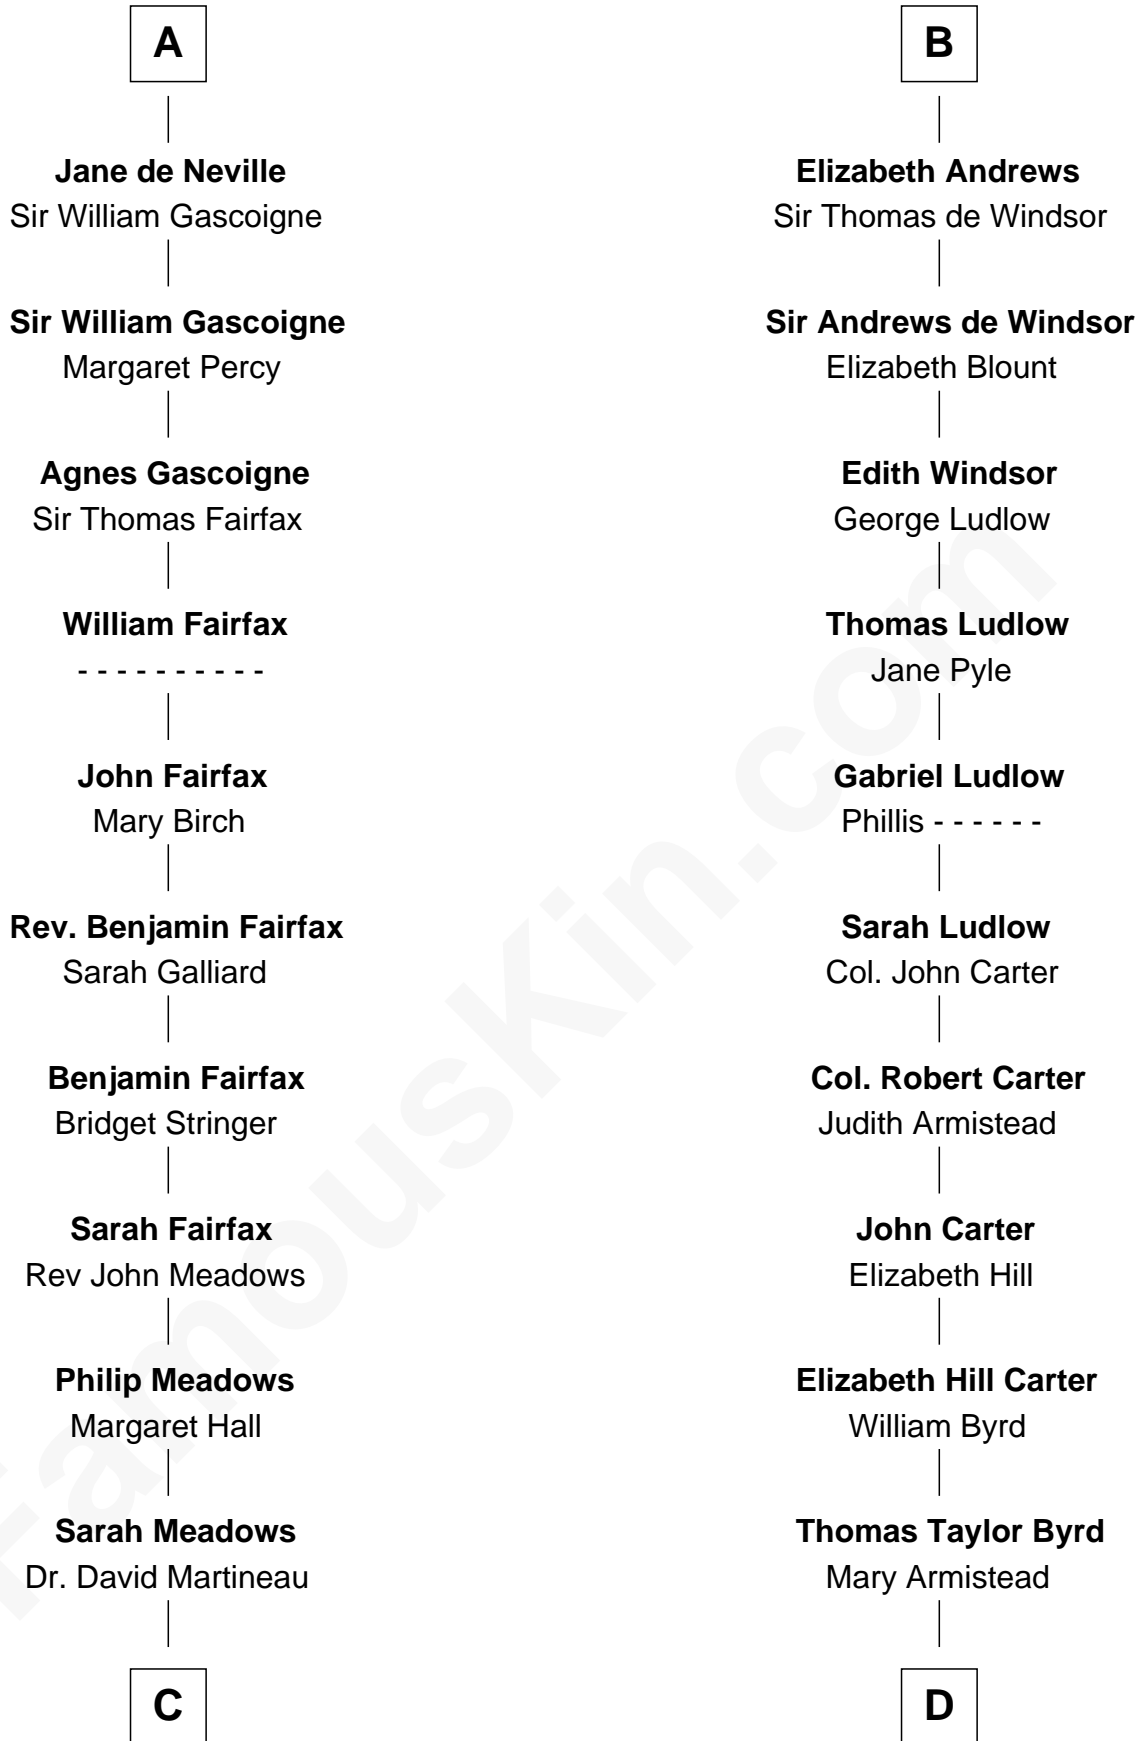 A
Jane de Neville
Sir William Gascoigne
Sir William Gascoigne
Margaret Percy
Agnes Gascoigne
Sir Thomas Fairfax
William Fairfax
- - - - - - - - - -
John Fairfax
Mary Birch
Rev. Benjamin Fairfax
Sarah Galliard
Benjamin Fairfax
Bridget Stringer
Sarah Fairfax
Rev John Meadows
Philip Meadows
Margaret Hall
Sarah Meadows
Dr. David Martineau
C
B
Elizabeth Andrews
Sir Thomas de Windsor
Sir Andrews de Windsor
Elizabeth Blount
Edith Windsor
George Ludlow
Thomas Ludlow
Jane Pyle
Gabriel Ludlow
Phillis - - - - - -
Sarah Ludlow
Col. John Carter
Col. Robert Carter
Judith Armistead
John Carter
Elizabeth Hill
Elizabeth Hill Carter
William Byrd
Thomas Taylor Byrd
Mary Armistead
D
FamousKin.com